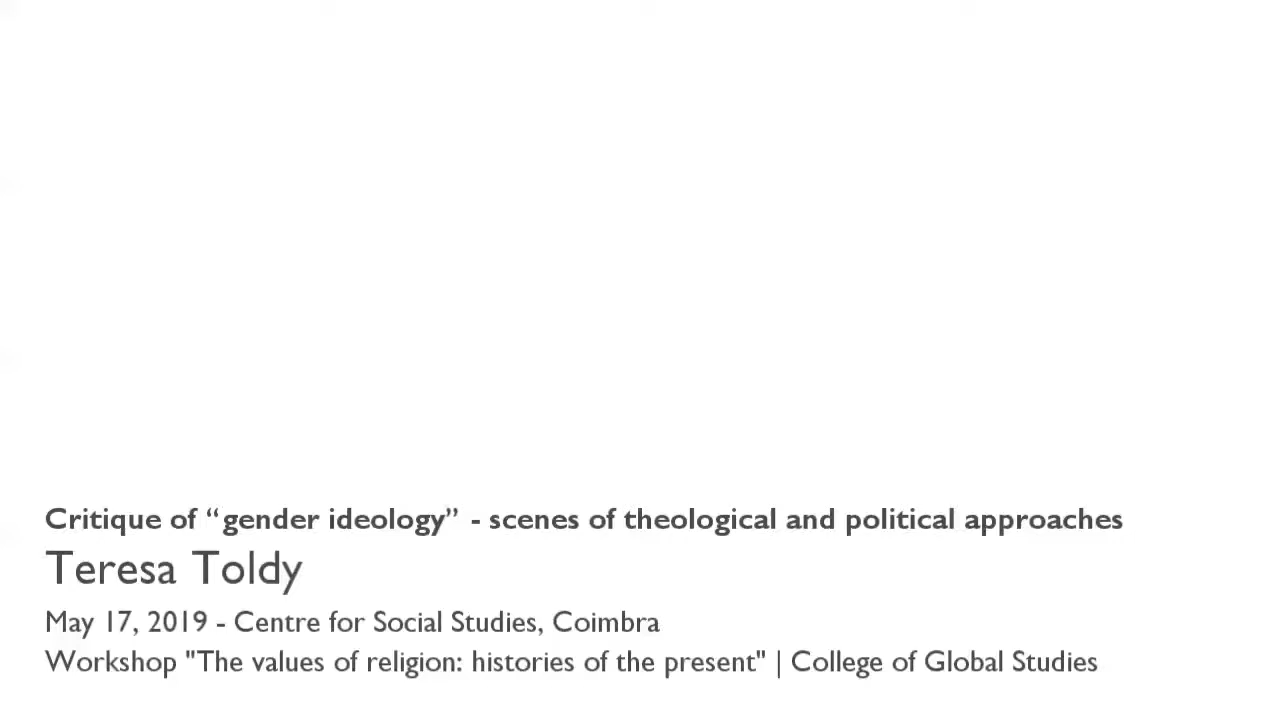 Critique of “gender ideology” - scenes of theological and political approaches
Teresa Toldy
May 17, 2019 - Centre for Social Studies, Coimbra
Workshop "The values of religion: histories of the present" | College of Global Studies